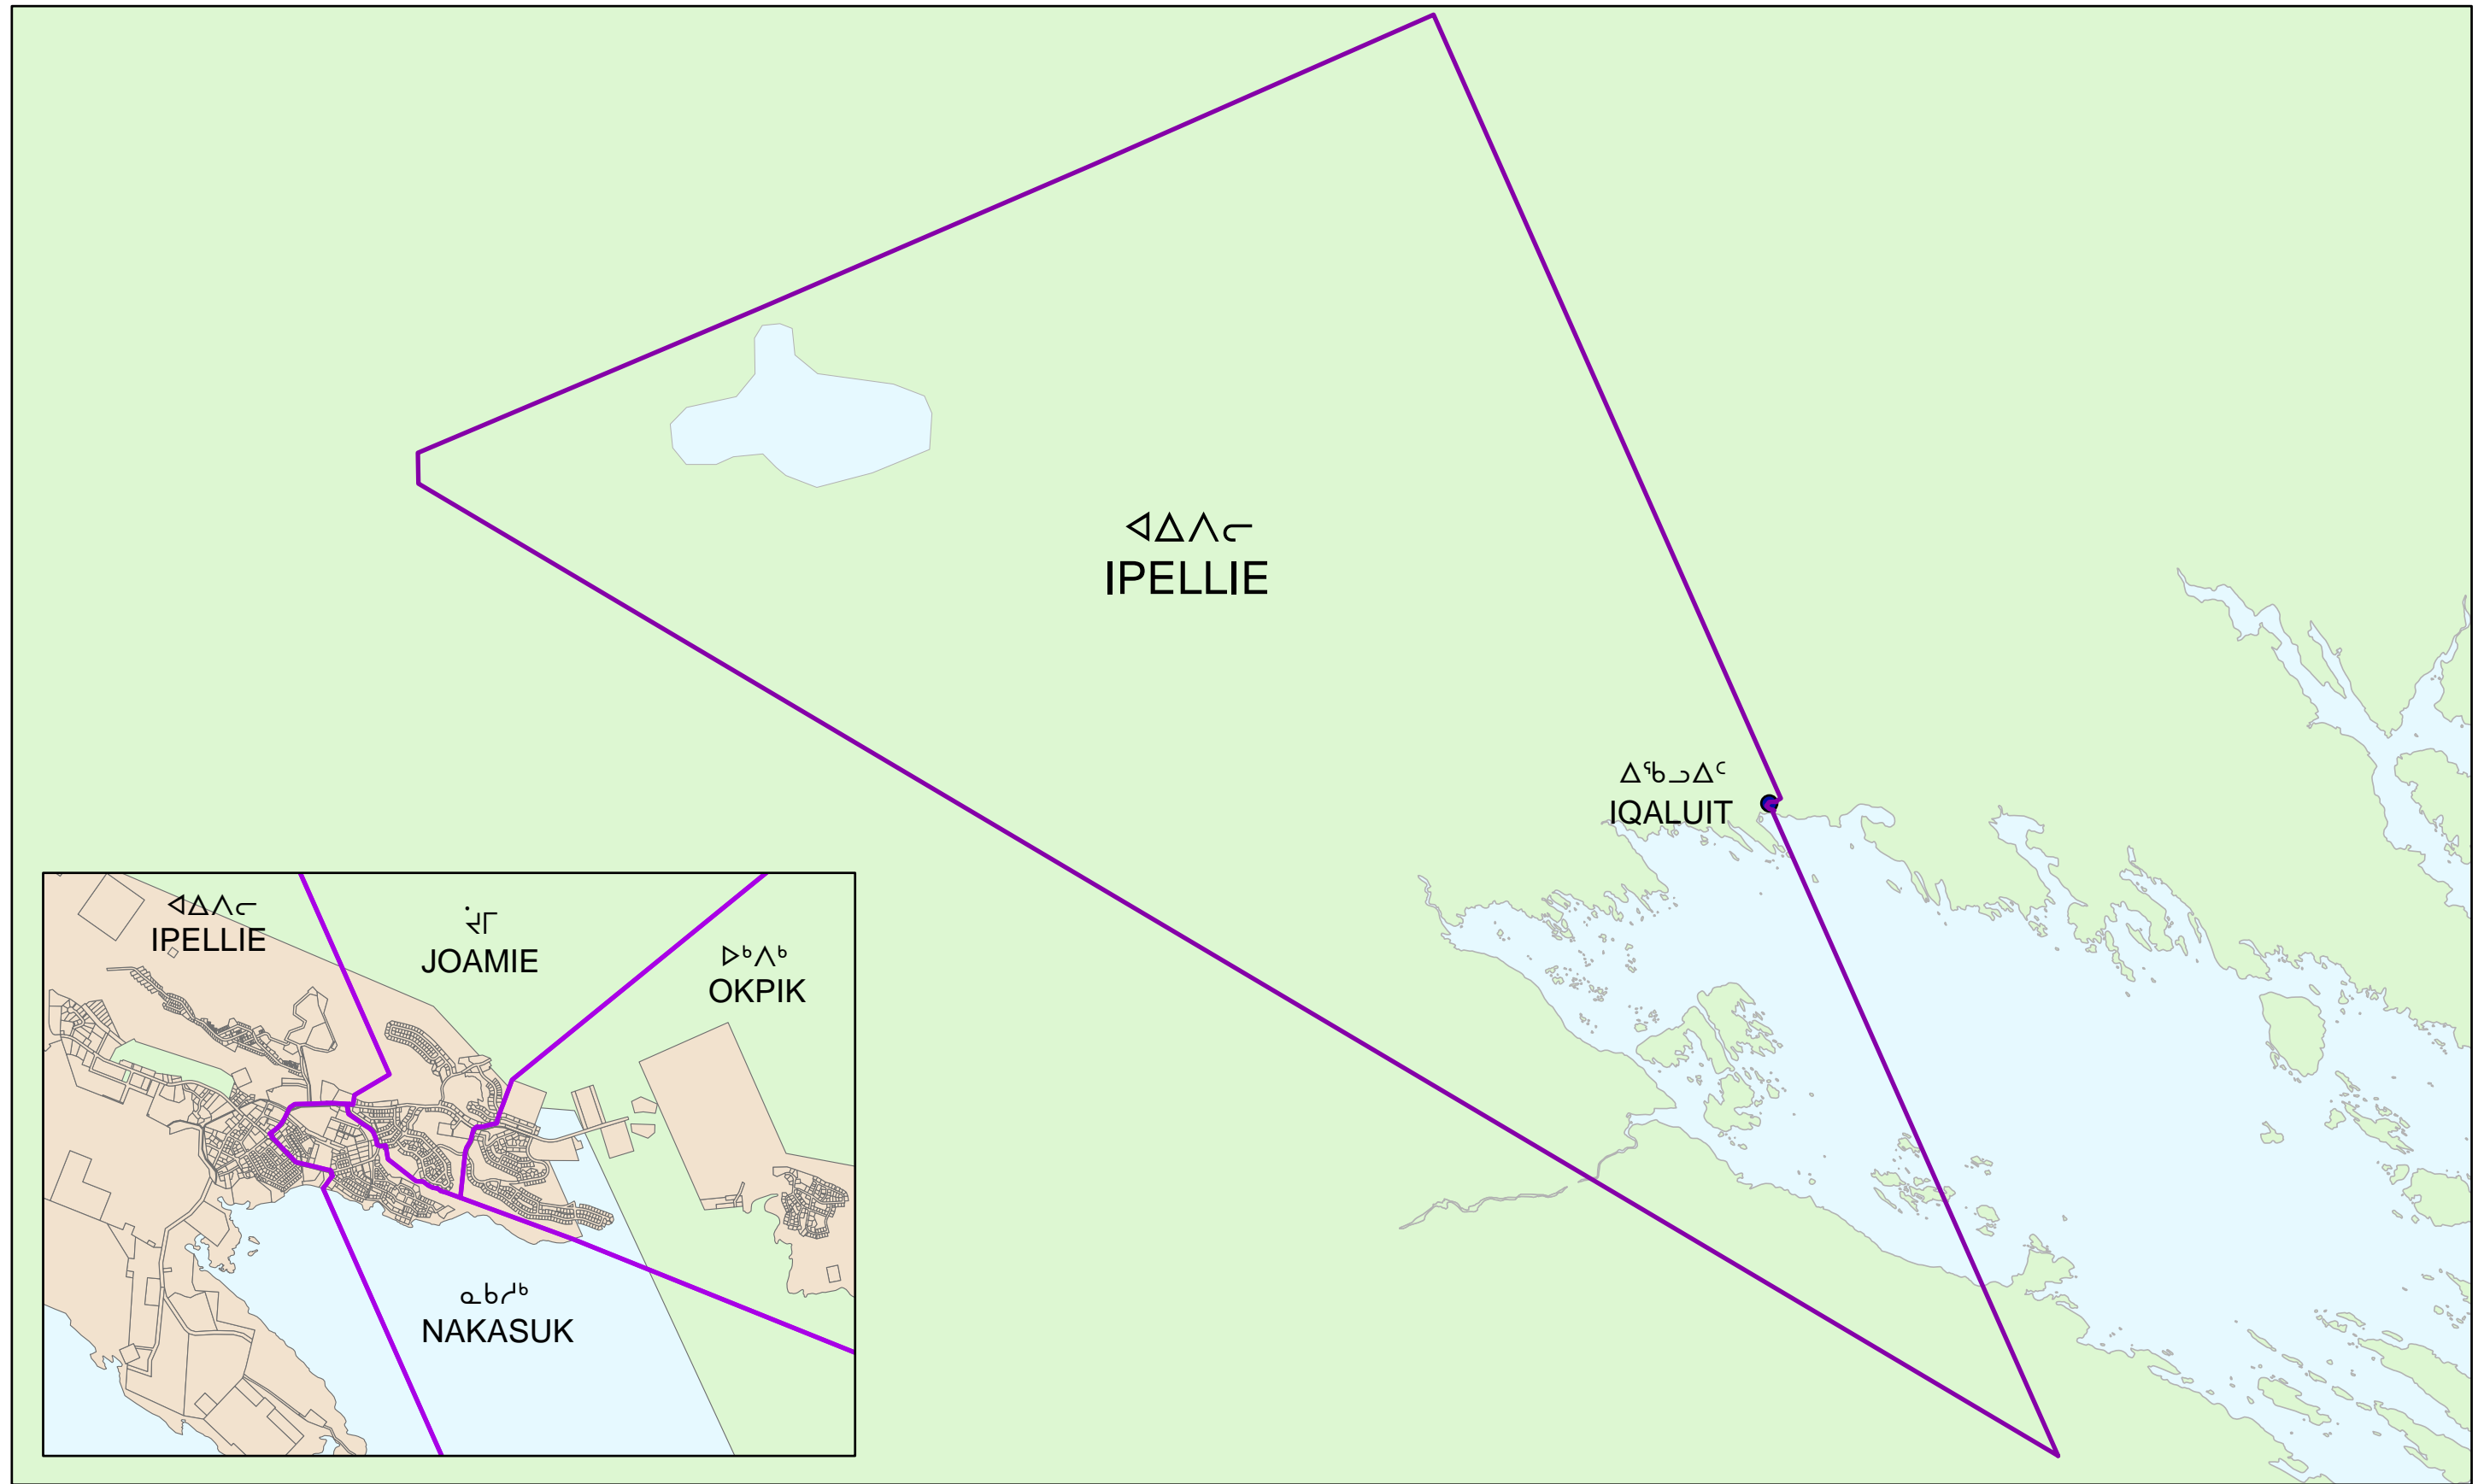 ᐊᐃᐱᓕ
IPELLIE
ᐃᖃᓗᐃᑦ
IQALUIT
ᐊᐃᐱᓕ
IPELLIE
ᔫᒥ
JOAMIE
ᐅᒃᐱᒃ
OKPIK
ᓇᑲᓱᒃ
NAKASUK